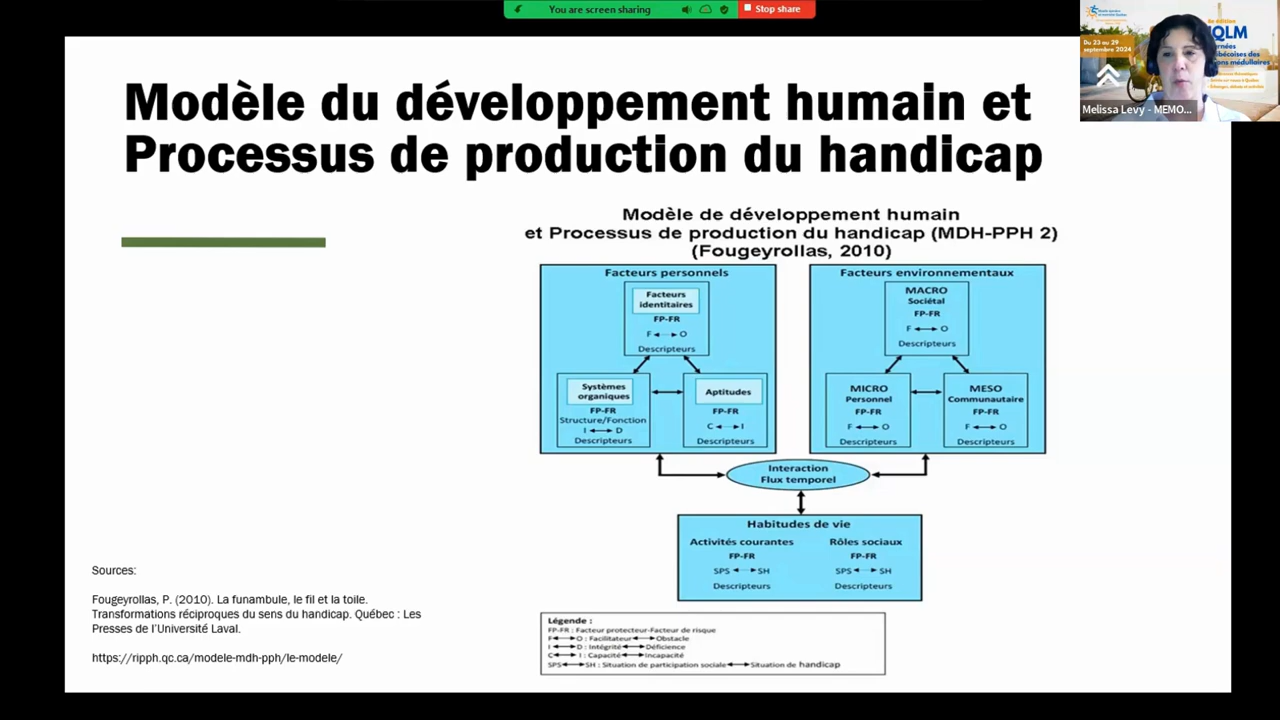 You are screen sharing
Stop share
Du 23 au 29
septembre 2024
6e édition
Melissa Levy - MEMO...
Modèle du développement humain et
Processus de production du handicap
Modèle de développement humain
et Processus de production du handicap (MDH-PPH 2)
(Fougeyrollas, 2010)
Facteurs personnels
Facteurs
identitaires
FP-FR
F O
Descripteurs
Systèmes
organiques
FP-FR
Structure/Fonction
I D
Descripteurs
Aptitudes
FP-FR
C I
Descripteurs
Facteurs environnementaux
MACRO
Sociétal
FP-FR
F O
Descripteurs
MICRO
Personnel
FP-FR
F O
Descripteurs
MESO
Communautaire
FP-FR
F O
Descripteurs
Interaction
Flux temporel
Habitudes de vie
Activités courantes
FP-FR
SPS SH
Descripteurs
Rôles sociaux
FP-FR
SPS SH
Descripteurs
Légende :
FP-FR : Facteur protecteur-Facteur de risque
F O : Facilitateur Obstacle
I D : Intégrité Déficience
C I : Capacité Incapacité
SPS SH : Situation de participation sociale Situation de handicap
Sources:
Fougeyrollas, P. (2010). La funambule, le fil et la toile.
Transformations réciproques du sens du handicap. Québec : Les
Presses de l'Université Laval.
https://ripph.qc.ca/modele-mdh-pph/le-modele/